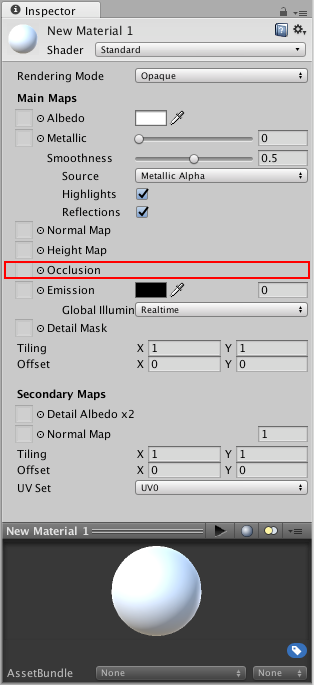 Inspector
New Material 1
Shader Standard
Rendering Mode Opaque
Main Maps
Albedo
Metallic 0
Smoothness 0.5
Source Metallic Alpha
Highlights
Reflections
Normal Map
Height Map
Occlusion
Emission 0
Global Illumin Realtime
Detail Mask
Tiling X 1 Y 1
Offset X 0 Y 0
Secondary Maps
Detail Albedo x2
Normal Map 1
Tiling X 1 Y 1
Offset X 0 Y 0
UV Set UV0
New Material 1
AssetBundle None None